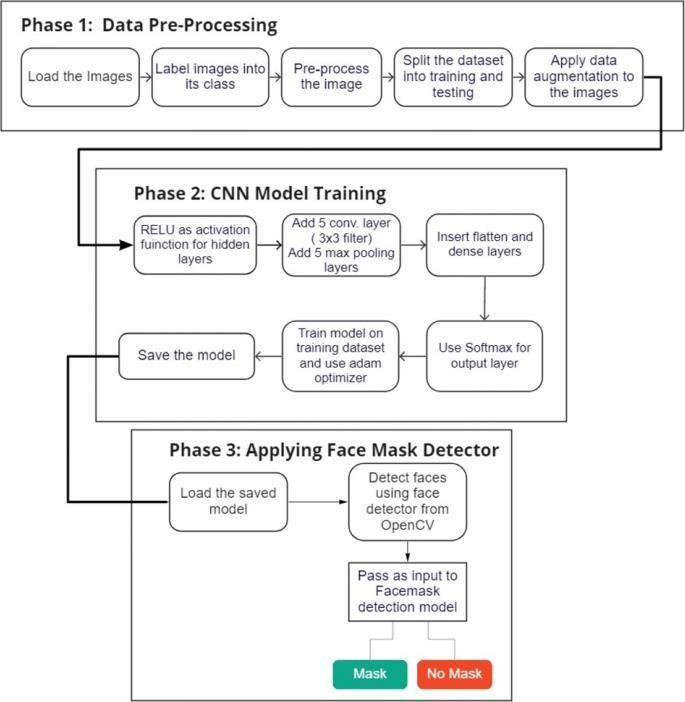 Phase 1: Data Pre-Processing
Load the Images
Label images into
its class
Pre-process
the image
Split the dataset
into training and
testing
Apply data
augmentation to
the images
Phase 2: CNN Model Training
RELU as activation
function for hidden
layers
Add 5 conv. layer
( 3x3 filter)
Add 5 max pooling
layers
Insert flatten and
dense layers
Use Softmax for
output layer
Train model on
training dataset
and use adam
optimizer
Save the model
Phase 3: Applying Face Mask Detector
Load the saved
model
Detect faces
using face
detector from
OpenCV
Pass as input to
Facemask
detection model
Mask
No Mask